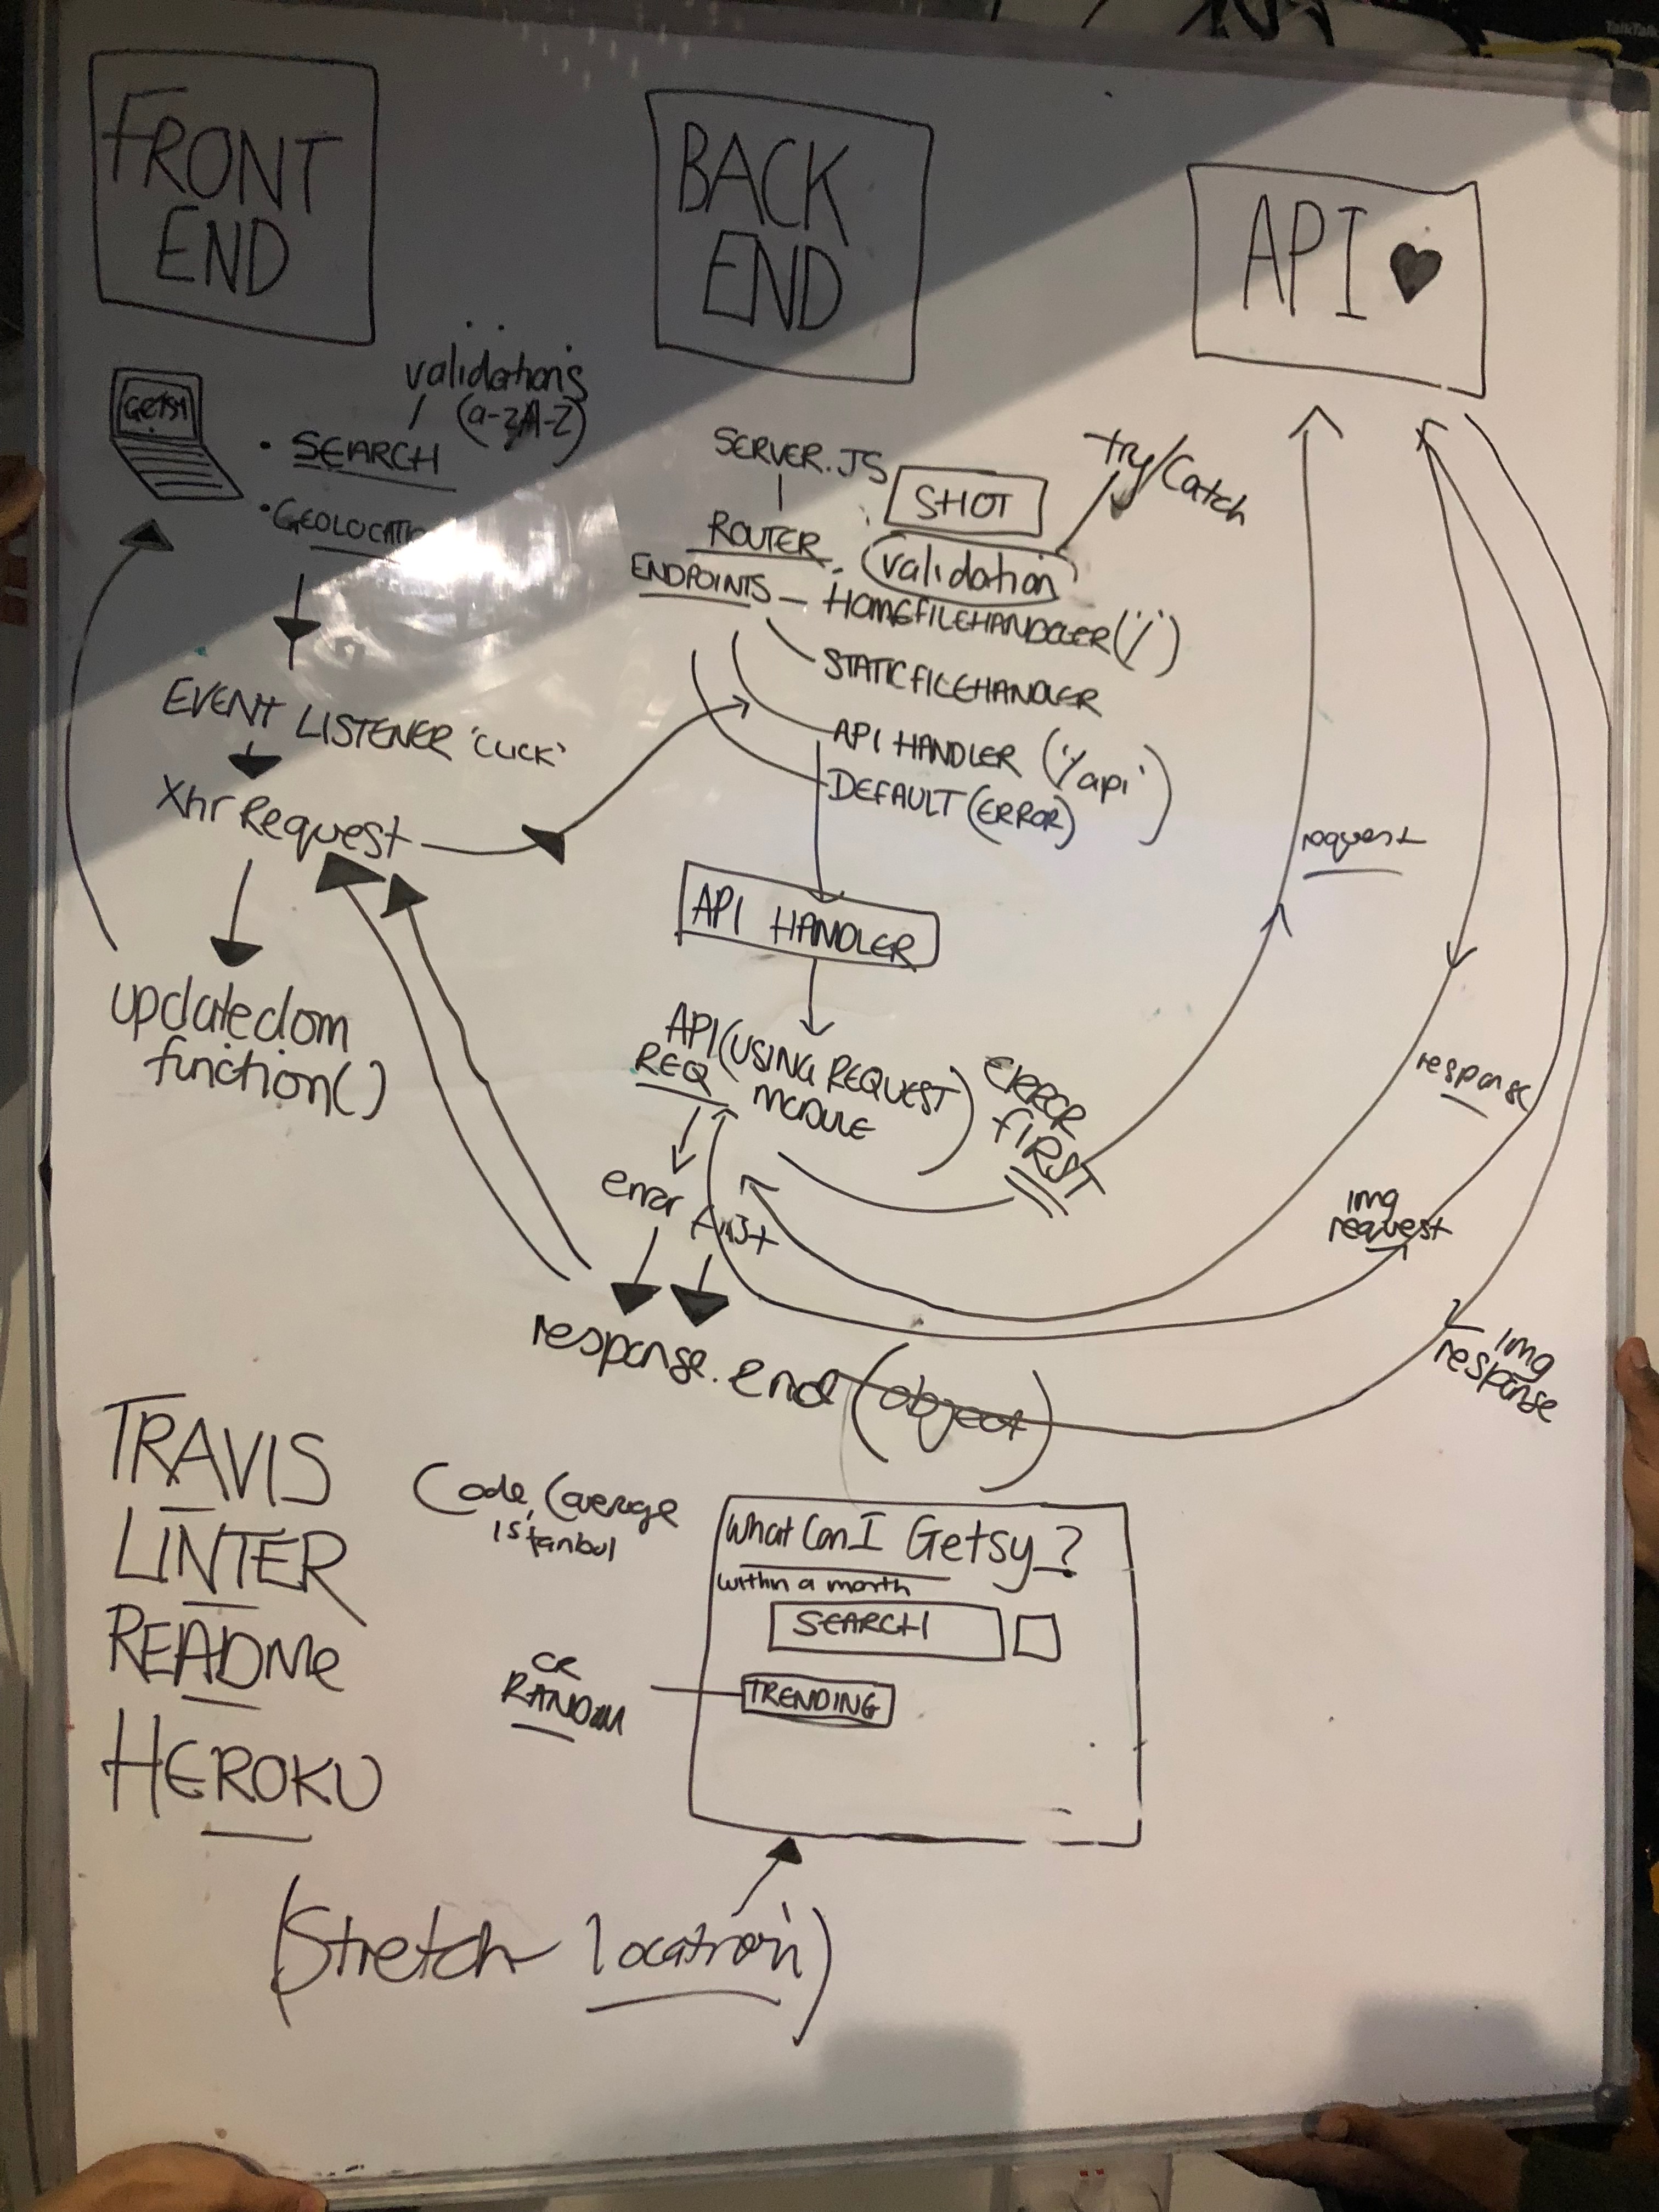 TalkTalk
FRONT
END
BACK
END
API
validations
(a-zA-Z)
GETSY
SEARCH
GEOLOCATI
EVENT LISTENER 'CLICK'
Xhr Request
updatedom
function()
SERVER.JS
SHOT
try/Catch
ROUTER
validation
ENDPOINTS – HOMEFILEHANDLER ('/')
STATICFILEHANDLER
API HANDLER ('/api')
DEFAULT (ERROR)
API HANDLER
API (USING REQUEST
REQ MODULE)
ERROR
FIRST
error
response.end (object)
request
response
img
request
img
response
TRAVIS
LINTER
README
HEROKU
Code Coverage
Istanbul
What Can I Getsy?
within a month
SEARCH
TRENDING
OR
RANDOM
(Stretch location)